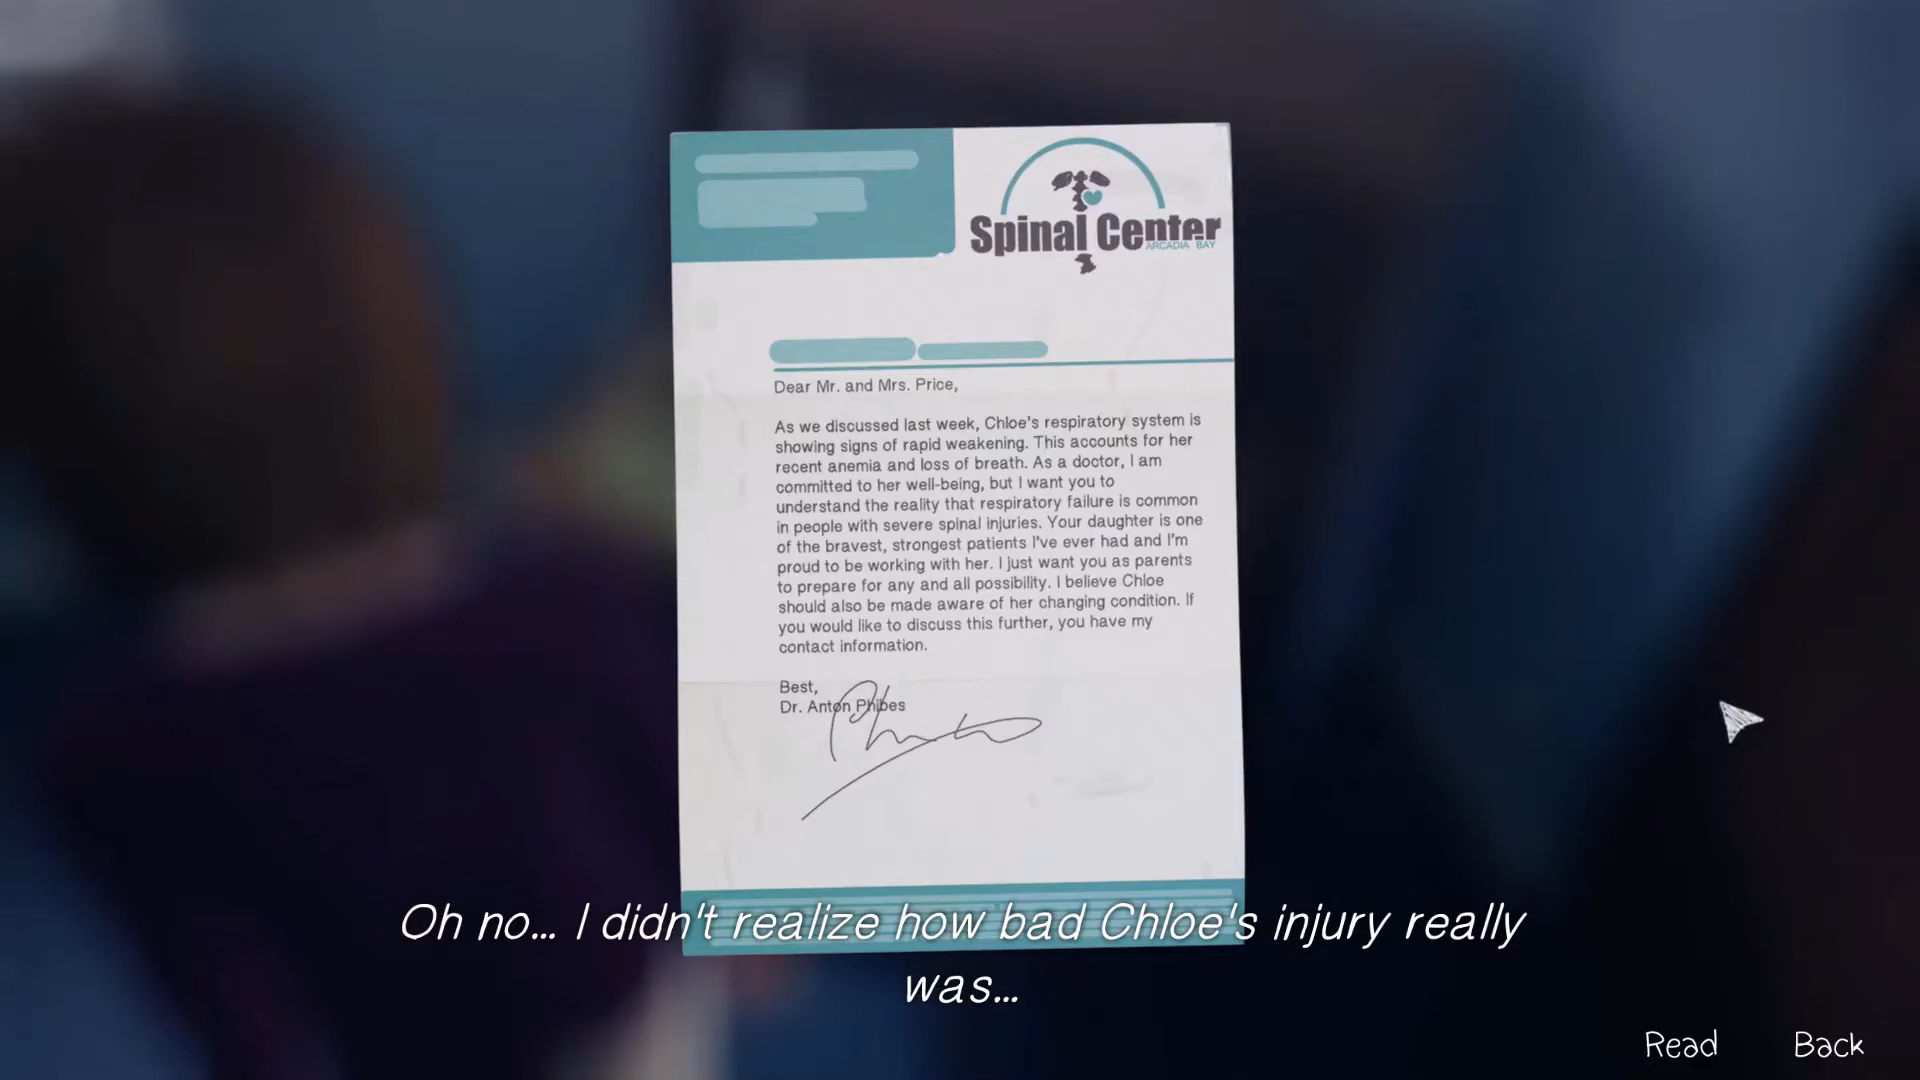 Spinal Center
ARCADIA BAY
Dear Mr. and Mrs. Price,
As we discussed last week, Chloe's respiratory system is
showing signs of rapid weakening. This accounts for her
recent anemia and loss of breath. As a doctor, I am
committed to her well-being, but I want you to
understand the reality that respiratory failure is common
in people with severe spinal injuries. Your daughter is one
of the bravest, strongest patients I've ever had and I'm
proud to be working with her. I just want you as parents
to prepare for any and all possibility. I believe Chloe
should also be made aware of her changing condition. If
you would like to discuss this further, you have my
contact information.
Best,
Dr. Anton Phibes
Oh no... I didn't realize how bad Chloe's injury really
was...
Read Back